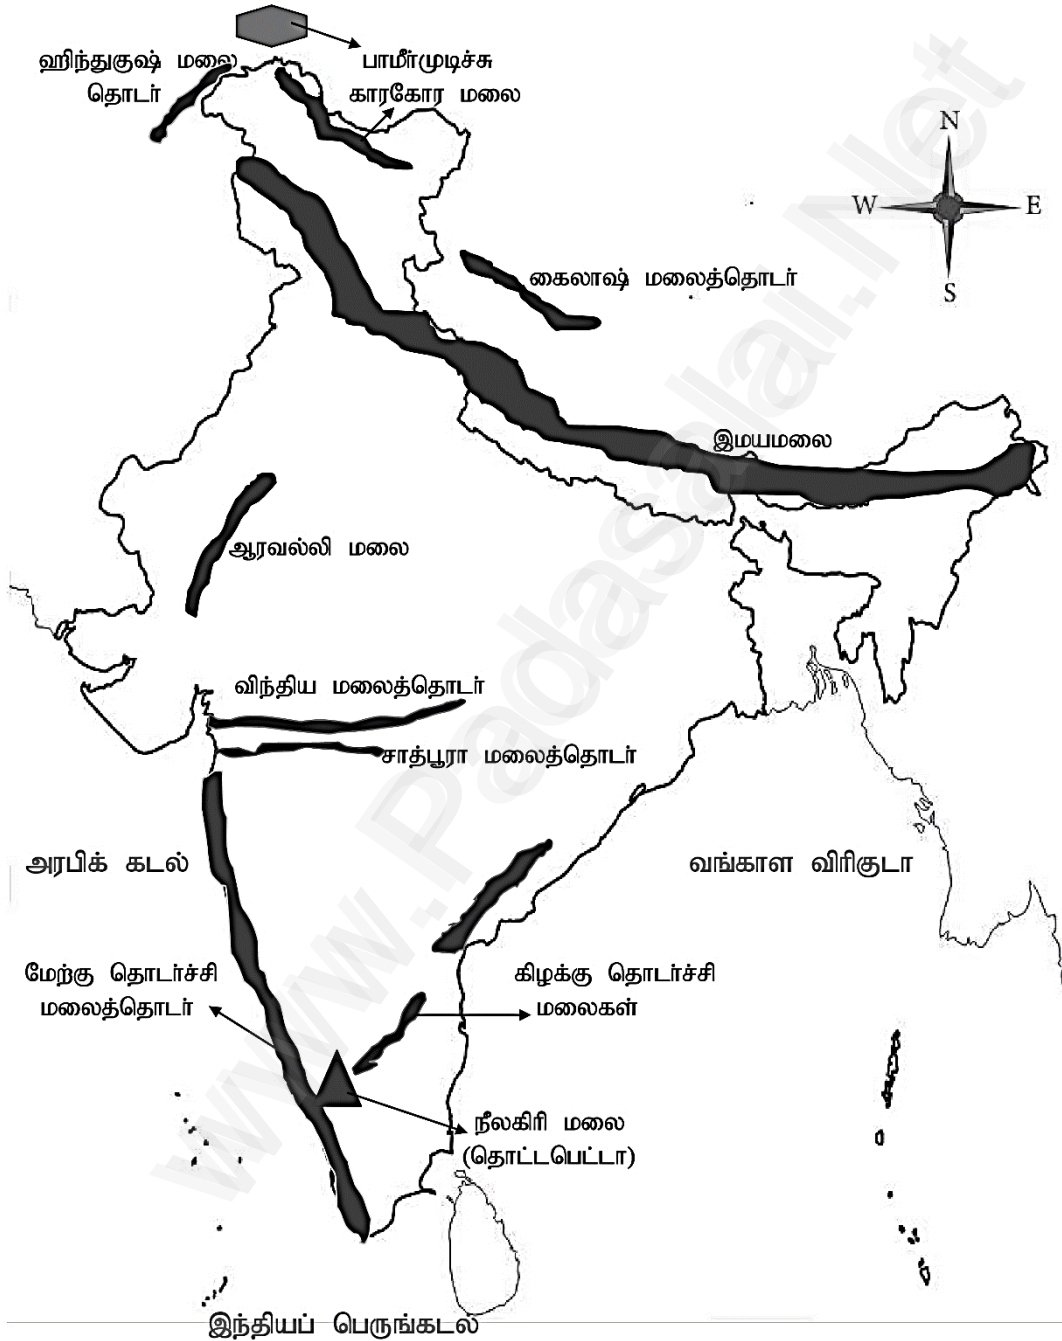 ஹிந்துகுஷ் மலை
தொடர்
பாமீர்முடிச்சு
காரகோர மலை
N
W
E
S
கைலாஷ் மலைத்தொடர்
இமயமலை
ஆரவல்லி மலை
விந்திய மலைத்தொடர்
சாத்பூரா மலைத்தொடர்
அரபிக் கடல்
வங்காள விரிகுடா
மேற்கு தொடர்ச்சி
மலைத்தொடர்
கிழக்கு தொடர்ச்சி
மலைகள்
நீலகிரி மலை
(தொட்டபெட்டா)
இந்தியப் பெருங்கடல்
www.Padasalai.Net